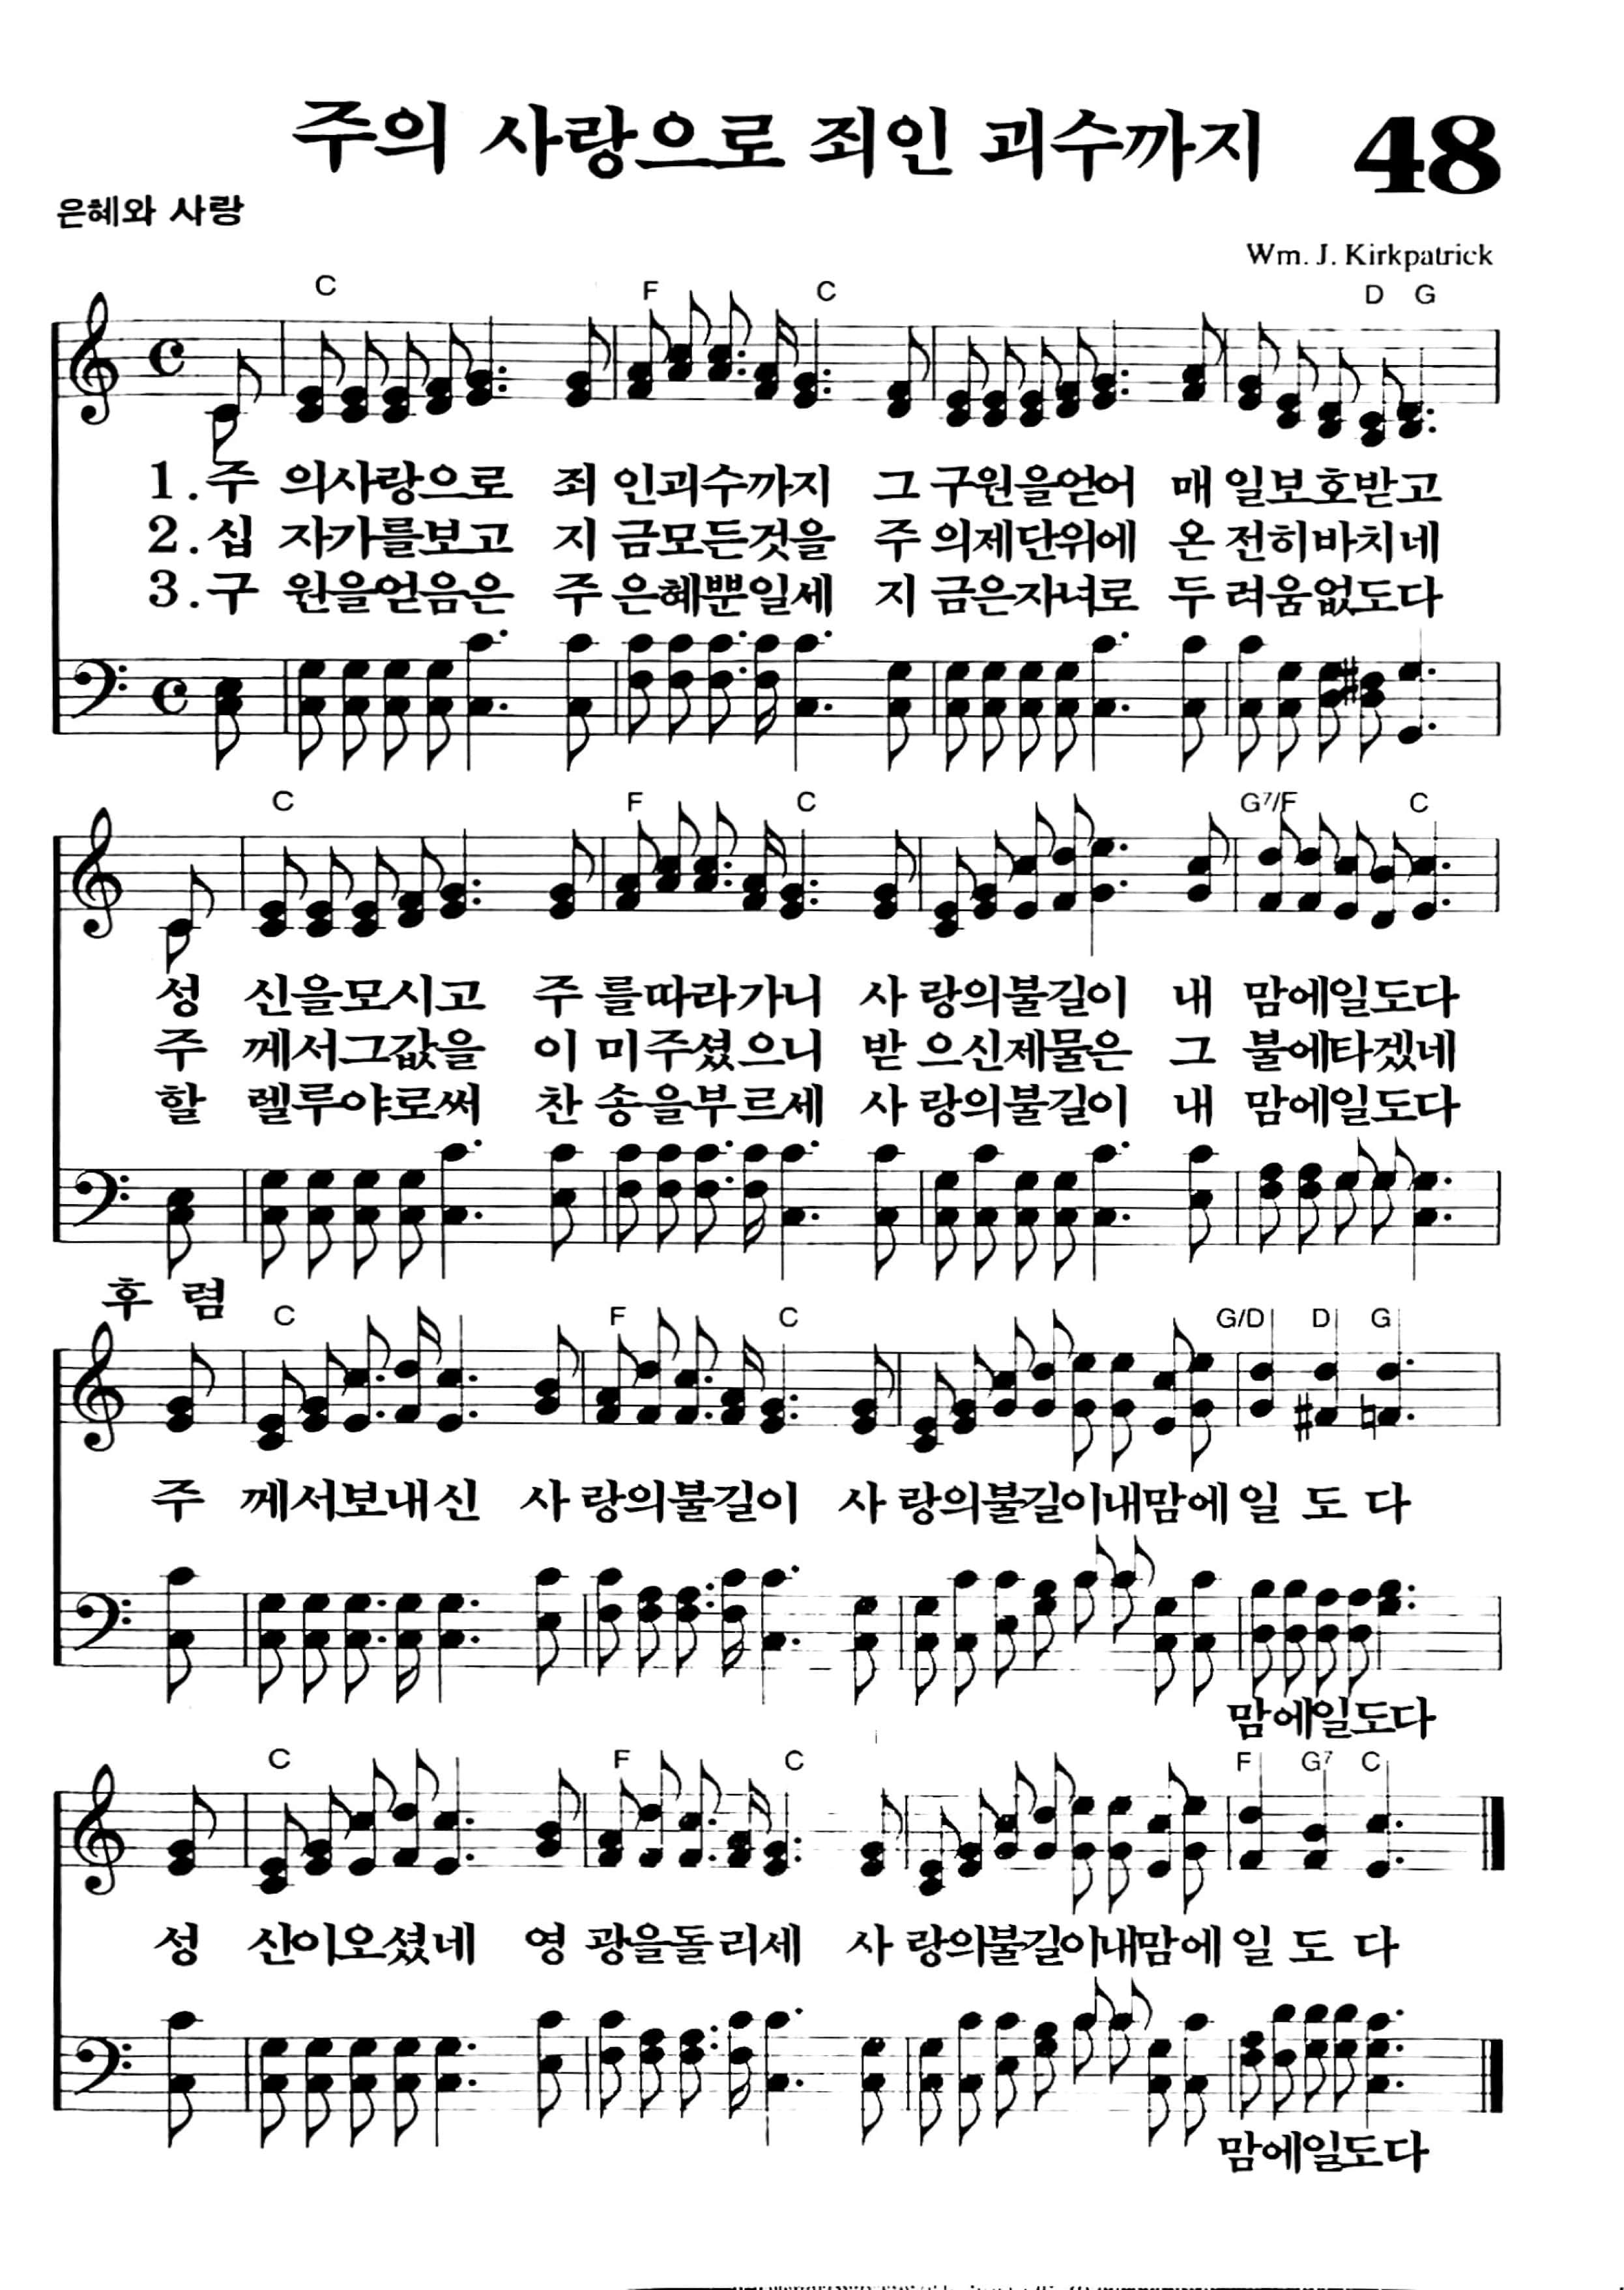 주의 사랑으로 죄인 괴수까지 48
은혜와 사랑
Wm. J. Kirkpatrick
C F C D G
1.주 의사랑으로 죄 인괴수까지 그 구원을얻어 매 일보호받고
2.십 자가를보고 지 금모든것을 주 의제단위에 온 전히바치네
3.구 원을얻음은 주 은혜뿐일세 지 금은자녀로 두 려움없도다
C F C G7/F C
성 신을모시고 주 를따라가니 사 랑의불길이 내 맘에일도다
주 께서그값을 이 미주셨으니 받 으신제물은 그 불에타겠네
할 렐루야로써 찬 송을부르세 사 랑의불길이 내 맘에일도다
후 렴
C F C G/D D G
주 께서보내신 사 랑의불길이 사 랑의불길이내맘에 일 도 다
맘에일도다
C F C F G7 C
성 산이오셨네 영 광을돌리세 사 랑의불길이내맘에 일 도 다
맘에일도다